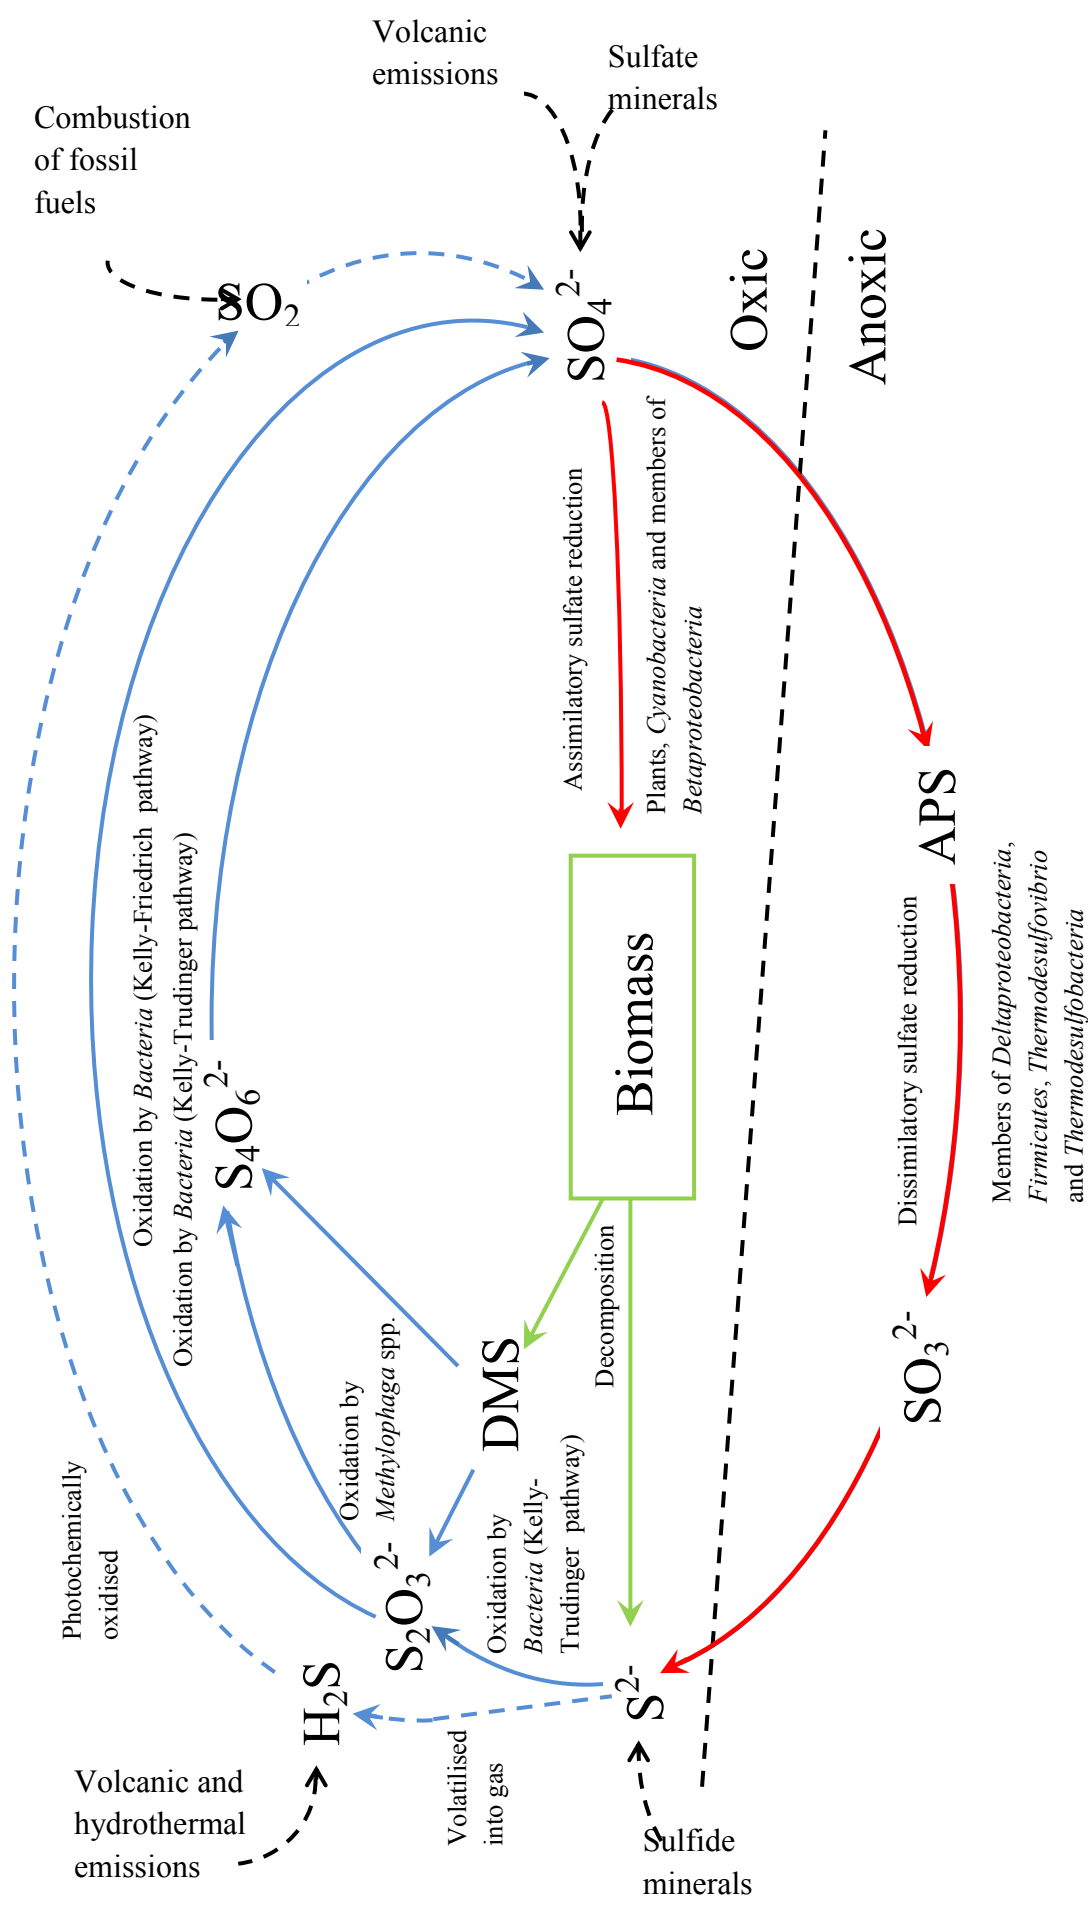 Volcanic
emissions
Sulfate
minerals
Combustion
of fossil
fuels
SO2
SO4 2-
Oxic
Anoxic
Oxidation by Bacteria (Kelly-Friedrich pathway)
Oxidation by Bacteria (Kelly-Trudinger pathway)
Assimilatory sulfate reduction
Plants, Cyanobacteria and members of
Betaproteobacteria
Biomass
APS
Dissimilatory sulfate reduction
Members of Deltaproteobacteria,
Firmicutes, Thermodesulfovibrio
and Thermodesulfobacteria
S4O6 2-
Decomposition
DMS
Oxidation by
Methylophaga spp.
SO3 2-
Photochemically
oxidised
S2O3 2-
Oxidation by
Bacteria (Kelly-
Trudinger pathway)
H2S
S2-
Volatilised
into gas
Volcanic and
hydrothermal
emissions
Sulfide
minerals